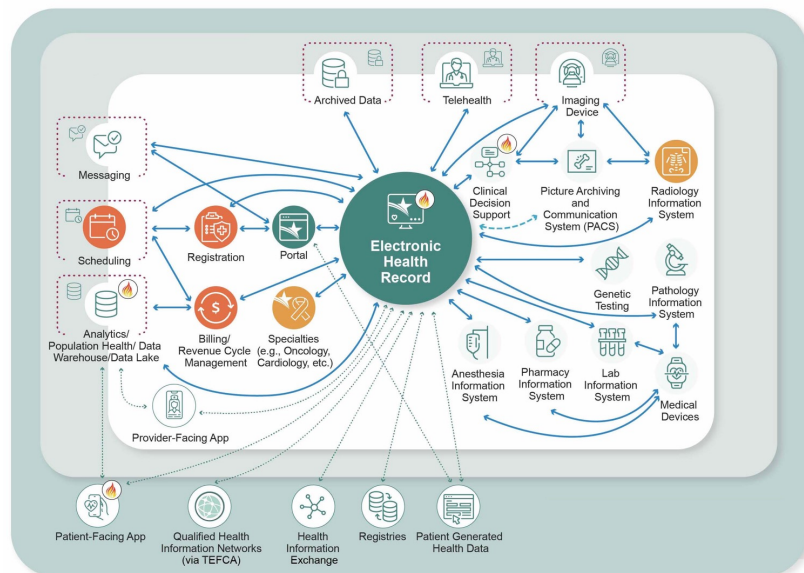 Archived Data
Telehealth
Imaging
Device
Messaging
Clinical
Decision
Support
Picture Archiving
and
Communication
System (PACS)
Radiology
Information
System
Scheduling
Registration
Portal
Electronic
Health
Record
Genetic
Testing
Pathology
Information
System
Analytics/
Population Health/ Data
Warehouse/Data Lake
Billing/
Revenue Cycle
Management
Specialties
(e.g., Oncology,
Cardiology, etc.)
Anesthesia
Information
System
Pharmacy
Information
System
Lab
Information
System
Medical
Devices
Provider-Facing App
Patient-Facing App
Qualified Health
Information Networks
(via TEFCA)
Health
Information
Exchange
Registries
Patient Generated
Health Data